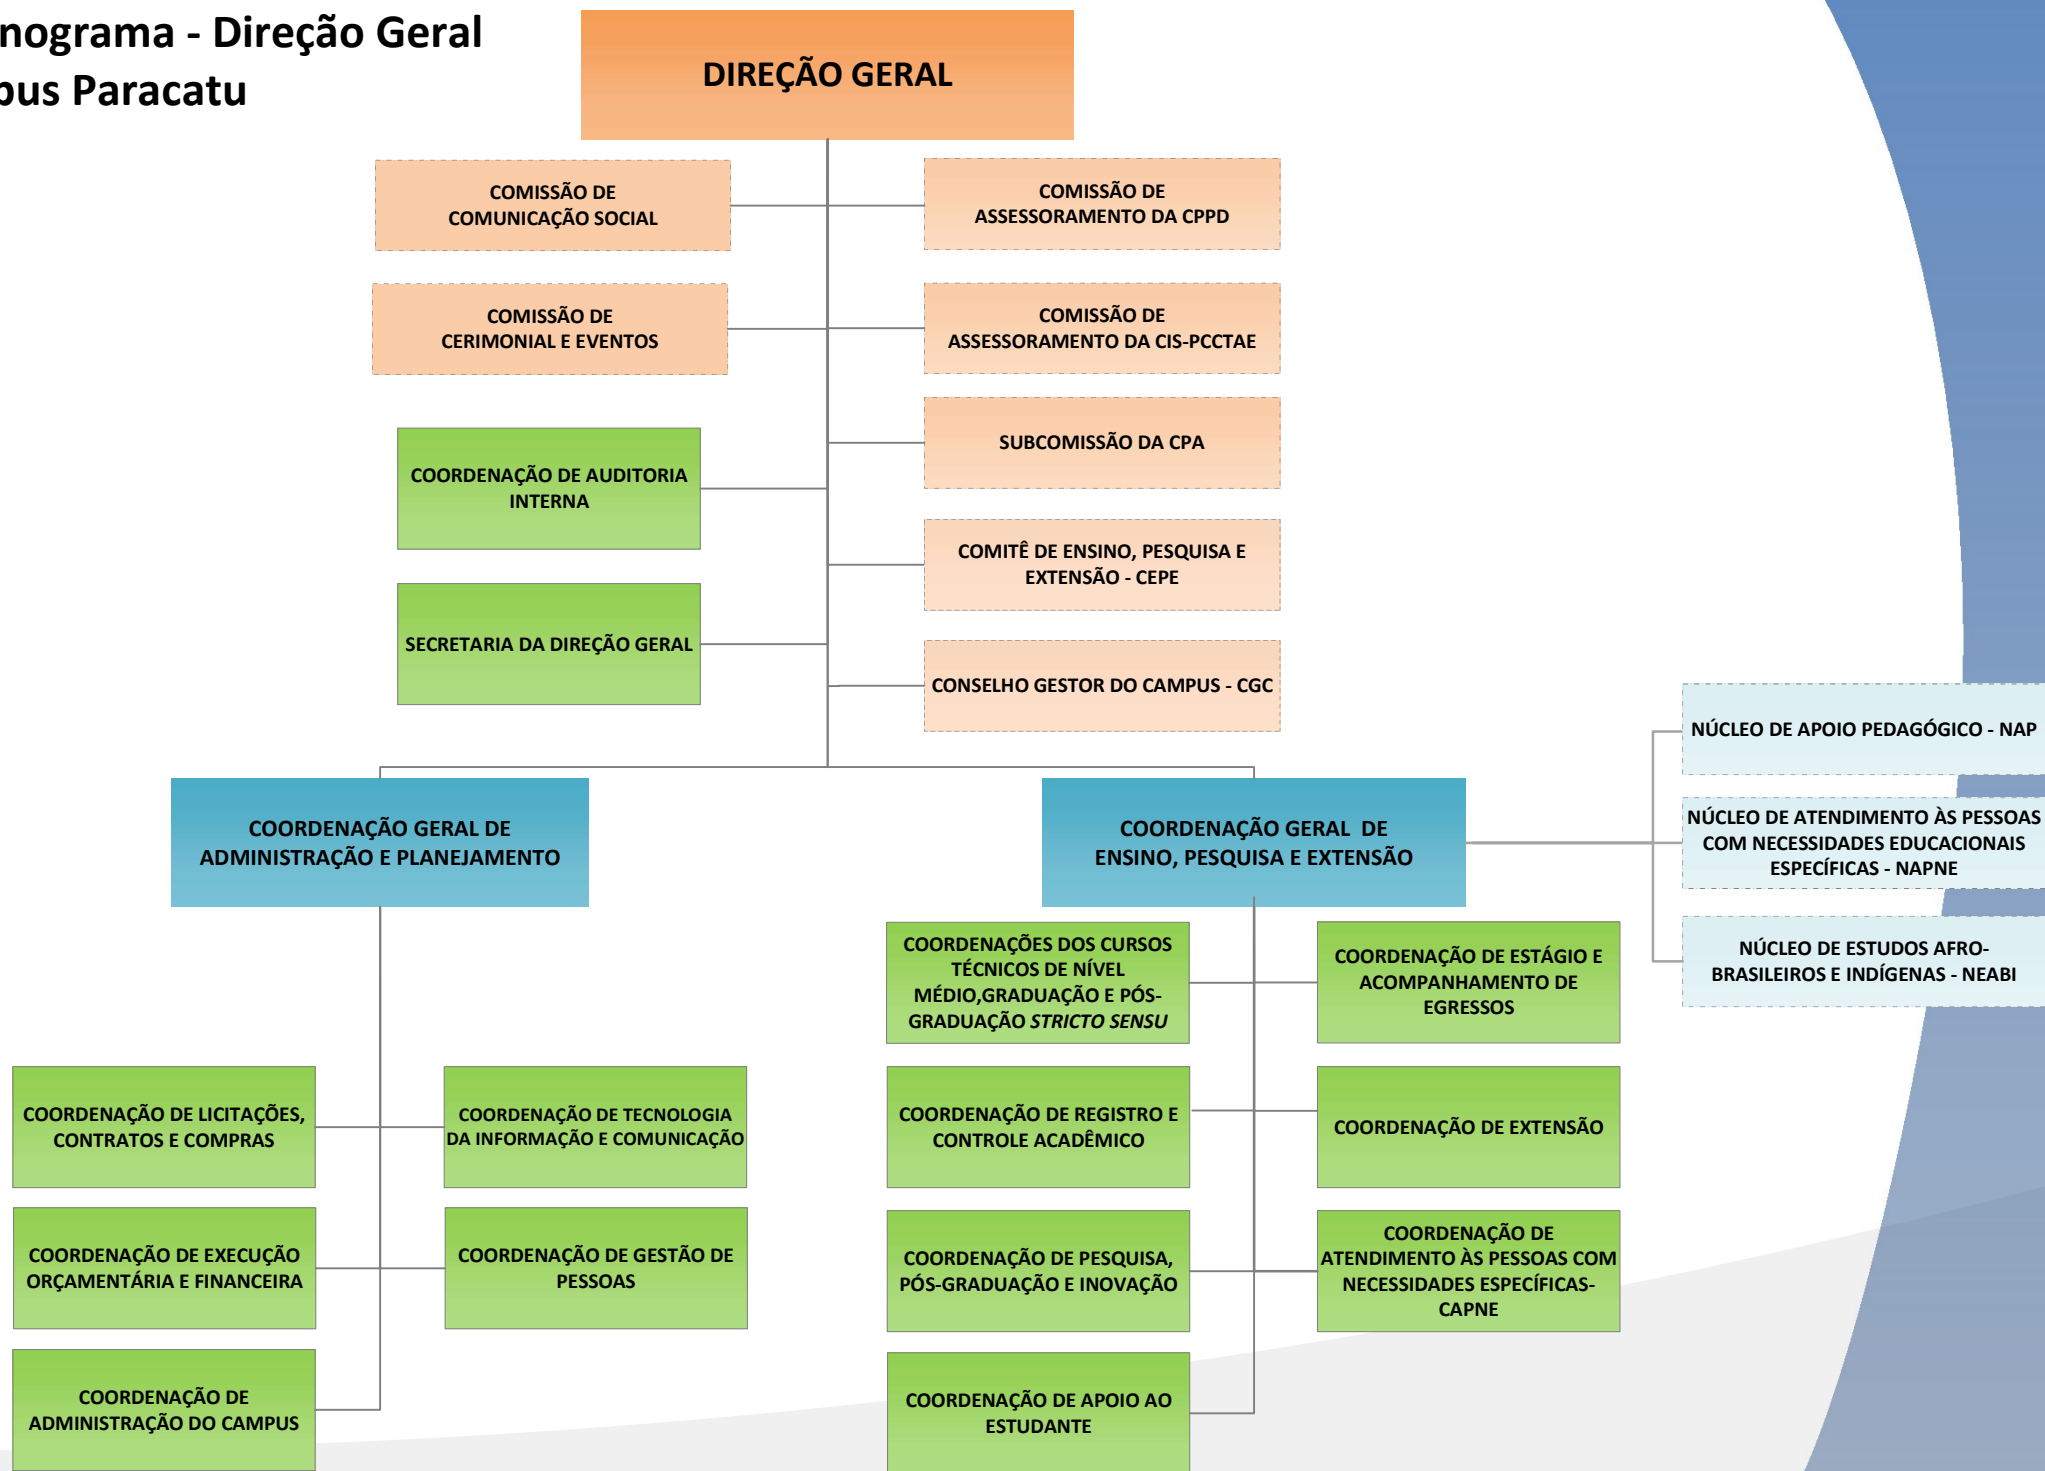 nograma - Direção Geral
pus Paracatu
DIREÇÃO GERAL
COMISSÃO DE
COMUNICAÇÃO SOCIAL
COMISSÃO DE
ASSESSORAMENTO DA CPPD
COMISSÃO DE
CERIMONIAL E EVENTOS
COMISSÃO DE
ASSESSORAMENTO DA CIS-PCCTAE
SUBCOMISSÃO DA CPA
COORDENAÇÃO DE AUDITORIA
INTERNA
COMITÊ DE ENSINO, PESQUISA E
EXTENSÃO - CEPE
SECRETARIA DA DIREÇÃO GERAL
CONSELHO GESTOR DO CAMPUS - CGC
NÚCLEO DE APOIO PEDAGÓGICO - NAP
COORDENAÇÃO GERAL DE
ADMINISTRAÇÃO E PLANEJAMENTO
COORDENAÇÃO GERAL  DE
ENSINO, PESQUISA E EXTENSÃO
NÚCLEO DE ATENDIMENTO ÀS PESSOAS
COM NECESSIDADES EDUCACIONAIS
ESPECÍFICAS - NAPNE
NÚCLEO DE ESTUDOS AFRO-
BRASILEIROS E INDÍGENAS - NEABI
COORDENAÇÕES DOS CURSOS
TÉCNICOS DE NÍVEL
MÉDIO,GRADUAÇÃO E PÓS-
GRADUAÇÃO STRICTO SENSU
COORDENAÇÃO DE ESTÁGIO E
ACOMPANHAMENTO DE
EGRESSOS
COORDENAÇÃO DE LICITAÇÕES,
CONTRATOS E COMPRAS
COORDENAÇÃO DE TECNOLOGIA
DA INFORMAÇÃO E COMUNICAÇÃO
COORDENAÇÃO DE REGISTRO E
CONTROLE ACADÊMICO
COORDENAÇÃO DE EXTENSÃO
COORDENAÇÃO DE EXECUÇÃO
ORÇAMENTÁRIA E FINANCEIRA
COORDENAÇÃO DE GESTÃO DE
PESSOAS
COORDENAÇÃO DE PESQUISA,
PÓS-GRADUAÇÃO E INOVAÇÃO
COORDENAÇÃO DE
ATENDIMENTO ÀS PESSOAS COM
NECESSIDADES ESPECÍFICAS-
CAPNE
COORDENAÇÃO DE
ADMINISTRAÇÃO DO CAMPUS
COORDENAÇÃO DE APOIO AO
ESTUDANTE